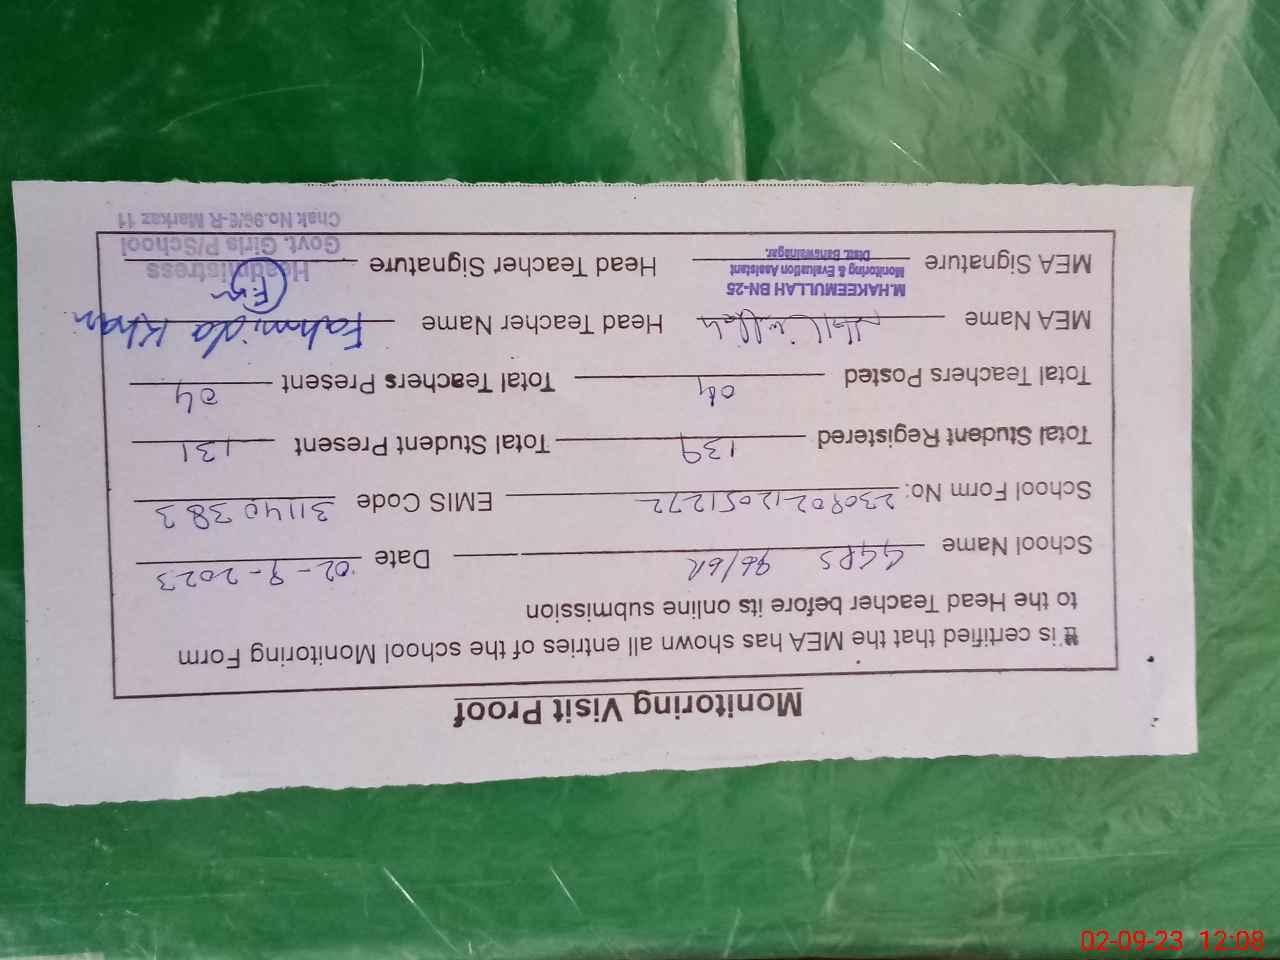 Monitoring Visit Proof
It is certified that the MEA has shown all entries of the school Monitoring Form
to the Head Teacher before its online submission
School Name GGPS 96/6R Date 02-9-2023
School Form No: 230902112051272 EMIS Code 31140383
Total Student Registered 139 Total Student Present 131
Total Teachers Posted 04 Total Teachers Present 04
MEA Name Head Teacher Name Fahmida Khan
M.HAKEEMULLAH BN-25
Monitoring & Evaluation Assistant
Distt. Bahawalnagar.
MEA Signature Head Teacher Signature
Headmistress
Govt. Girls P/School
Chak No.96/6-R Markaz 11
02-09-23 12:08